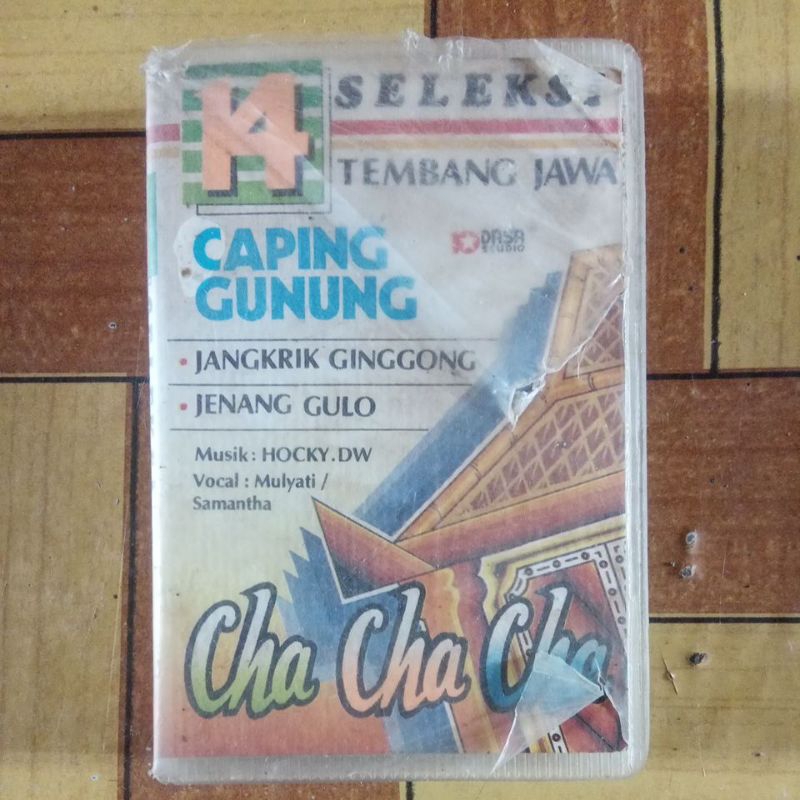 14
SELEKSI
TEMBANG JAWA
DASA
STUDIO
CAPING
GUNUNG
• JANGKRIK GINGGONG
• JENANG GULO
Musik : HOCKY.DW
Vocal : Mulyati /
Samantha
Cha Cha Cha